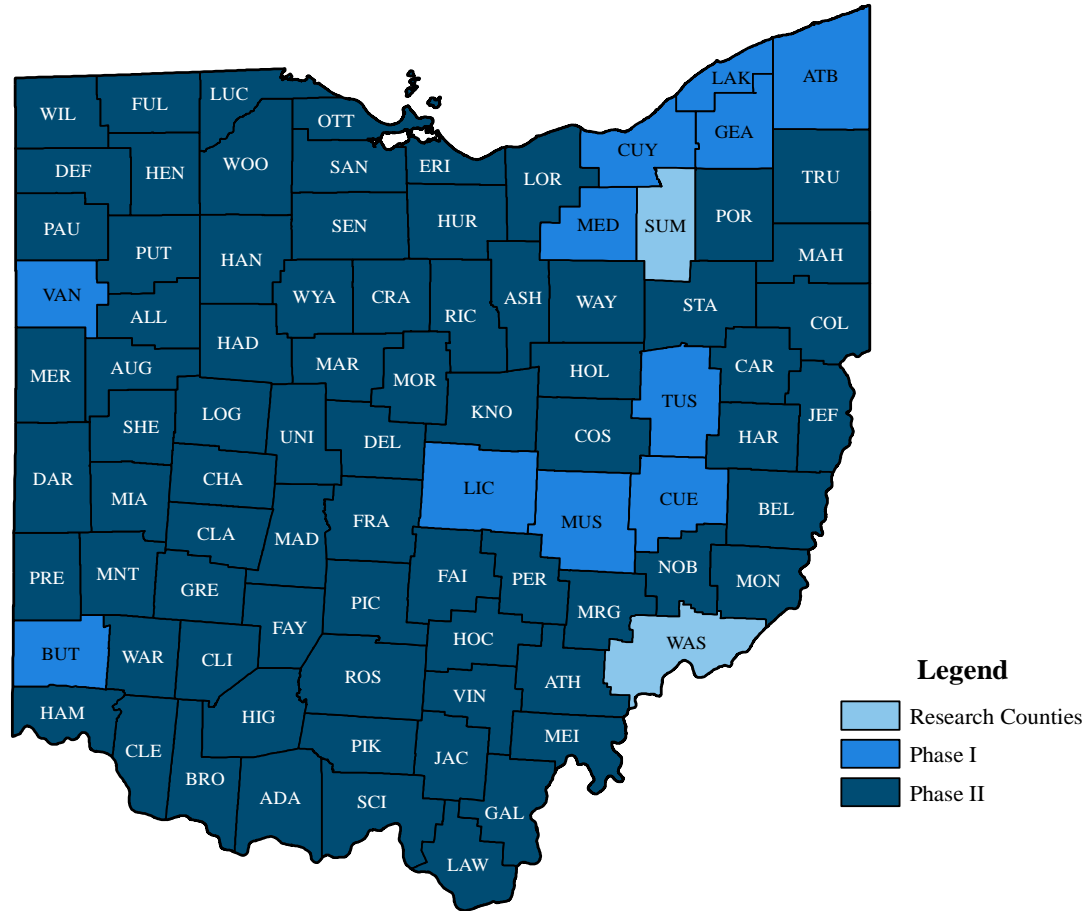 LAK
ATB
WIL
FUL
LUC
OTT
GEA
CUY
DEF
HEN
WOO
SAN
ERI
LOR
TRU
PAU
PUT
HAN
SEN
HUR
MED
SUM
POR
MAH
VAN
ALL
WYA
CRA
RIC
ASH
WAY
STA
COL
MER
AUG
HAD
MAR
MOR
HOL
CAR
SHE
LOG
UNI
DEL
KNO
COS
TUS
HAR
JEF
DAR
MIA
CHA
CLA
MAD
FRA
LIC
MUS
CUE
BEL
PRE
MNT
GRE
FAY
PIC
FAI
PER
MRG
NOB
MON
BUT
WAR
CLI
ROS
HOC
VIN
ATH
WAS
HAM
CLE
HIG
PIK
JAC
MEI
BRO
ADA
SCI
GAL
LAW
Legend
Research Counties
Phase I
Phase II